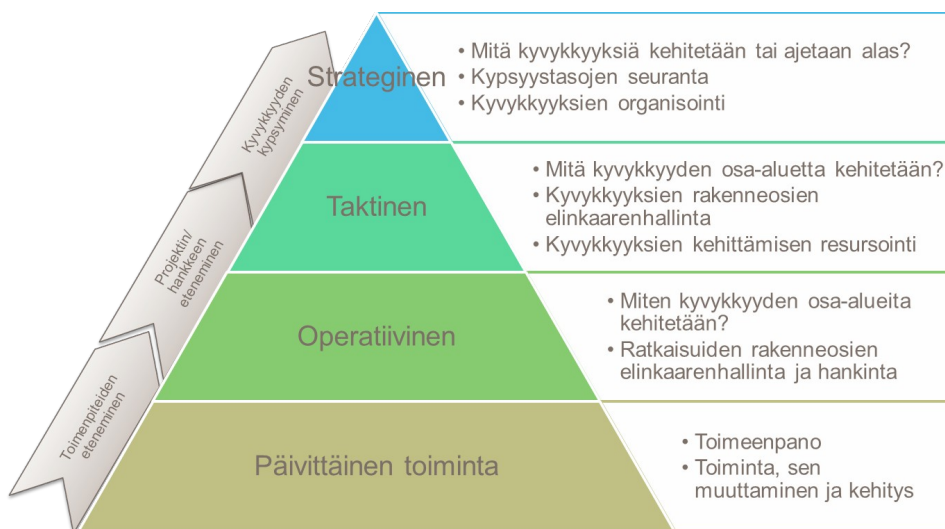 Kyvykkyyden
kypsyminen
Projektin/
hankkeen
eteneminen
Toimenpiteiden
eteneminen
Strateginen
• Mitä kyvykkyyksiä kehitetään tai ajetaan alas?
• Kypsyystasojen seuranta
• Kyvykkyyksien organisointi
Taktinen
• Mitä kyvykkyyden osa-aluetta kehitetään?
• Kyvykkyyksien rakenneosien
elinkaarenhallinta
• Kyvykkyyksien kehittämisen resursointi
Operatiivinen
• Miten kyvykkyyden osa-alueita
kehitetään?
• Ratkaisuiden rakenneosien
elinkaarenhallinta ja hankinta
Päivittäinen toiminta
• Toimeenpano
• Toiminta, sen
muuttaminen ja kehitys